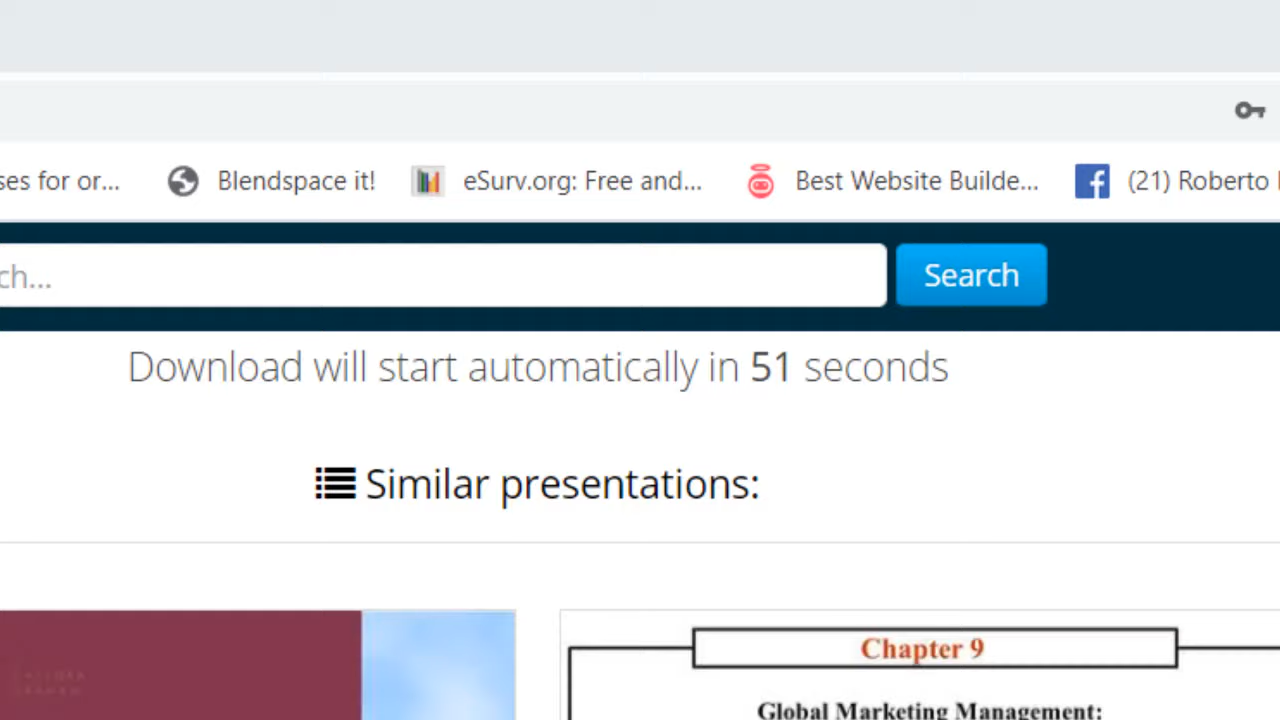 ses for or...
Blendspace it!
eSurv.org: Free and...
Best Website Builde...
(21) Roberto
ch...
Search
Download will start automatically in 51 seconds
Similar presentations:
Chapter 9
Global Marketing Management: